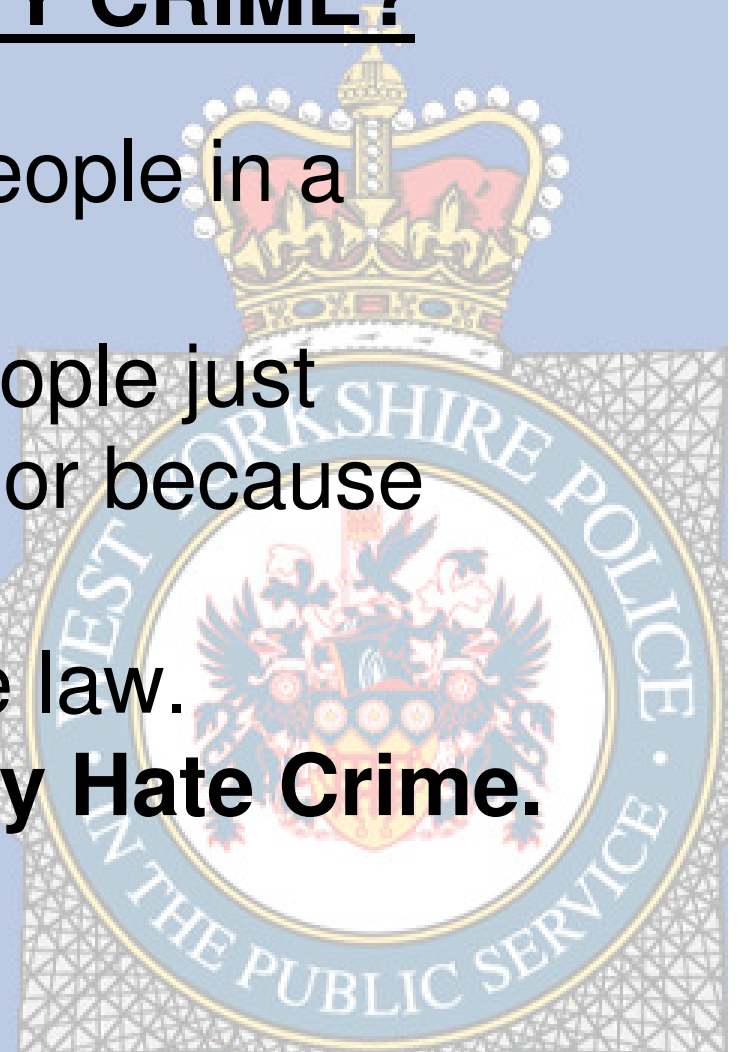 Y CRIME?
eople in a
ople just
or because
e law.
y Hate Crime.
WEST YORKSHIRE POLICE
IN THE PUBLIC SERVICE